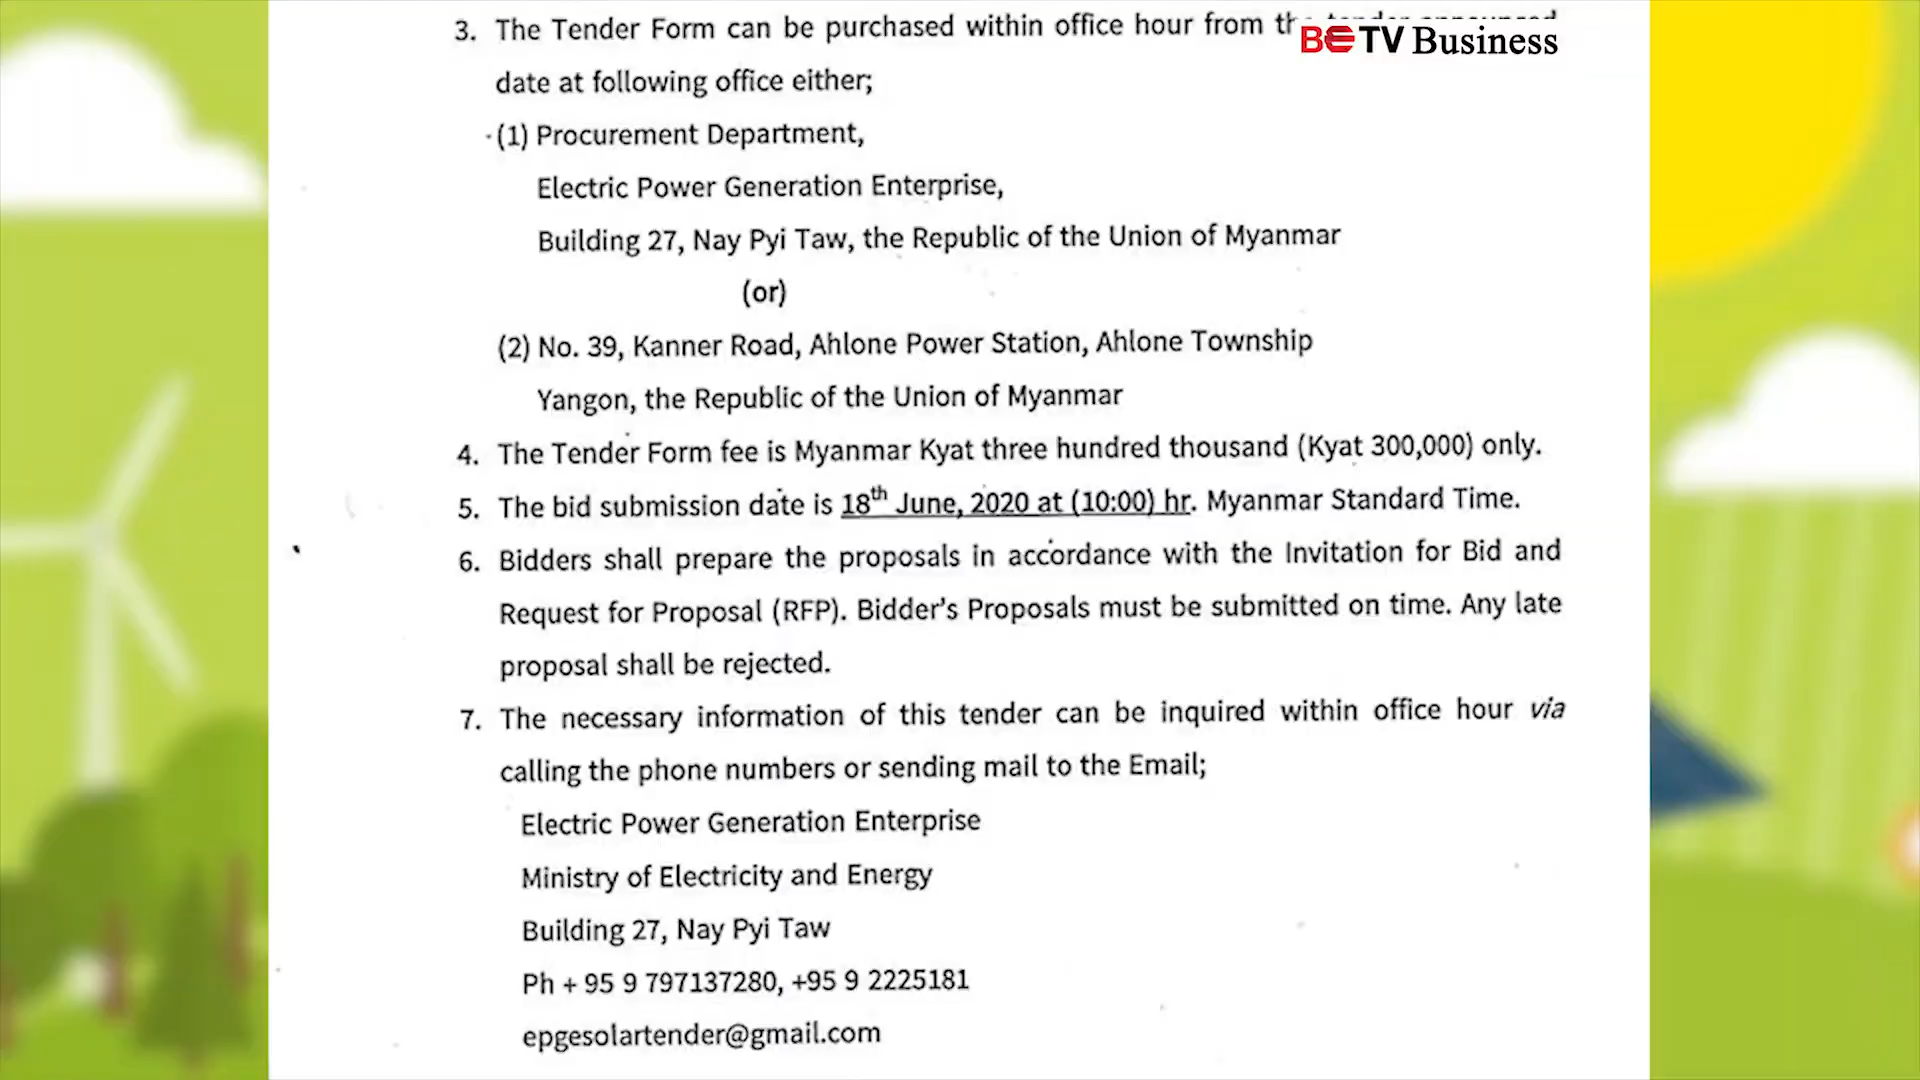 3. The Tender Form can be purchased within office hour from
BETV Business
date at following office either;
(1) Procurement Department,
Electric Power Generation Enterprise,
Building 27, Nay Pyi Taw, the Republic of the Union of Myanmar
(or)
(2) No. 39, Kanner Road, Ahlone Power Station, Ahlone Township
Yangon, the Republic of the Union of Myanmar
4. The Tender Form fee is Myanmar Kyat three hundred thousand (Kyat 300,000) only.
5. The bid submission date is 18th June, 2020 at (10:00) hr. Myanmar Standard Time.
6. Bidders shall prepare the proposals in accordance with the Invitation for Bid and
Request for Proposal (RFP). Bidder's Proposals must be submitted on time. Any late
proposal shall be rejected.
7. The necessary information of this tender can be inquired within office hour via
calling the phone numbers or sending mail to the Email;
Electric Power Generation Enterprise
Ministry of Electricity and Energy
Building 27, Nay Pyi Taw
Ph + 95 9 797137280, +95 9 2225181
epgesolartender@gmail.com